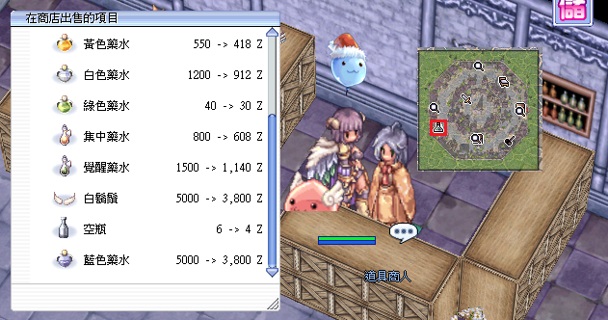 在商店出售的項目
黃色藥水 550 -> 418 Z
白色藥水 1200 -> 912 Z
綠色藥水 40 -> 30 Z
集中藥水 800 -> 608 Z
覺醒藥水 1500 -> 1,140 Z
白鬍鬚 5000 -> 3,800 Z
空瓶 6 -> 4 Z
藍色藥水 5000 -> 3,800 Z
儲
道具商人